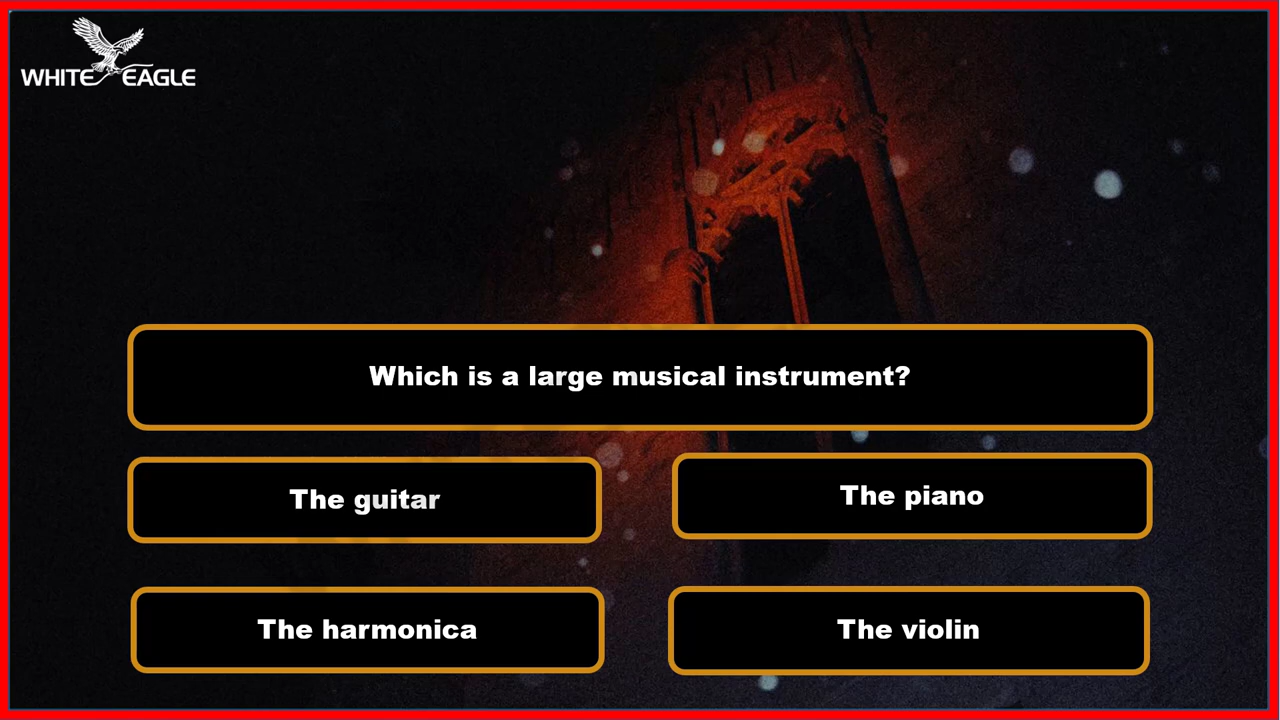 WHITE EAGLE
Which is a large musical instrument?
The guitar
The piano
The harmonica
The violin